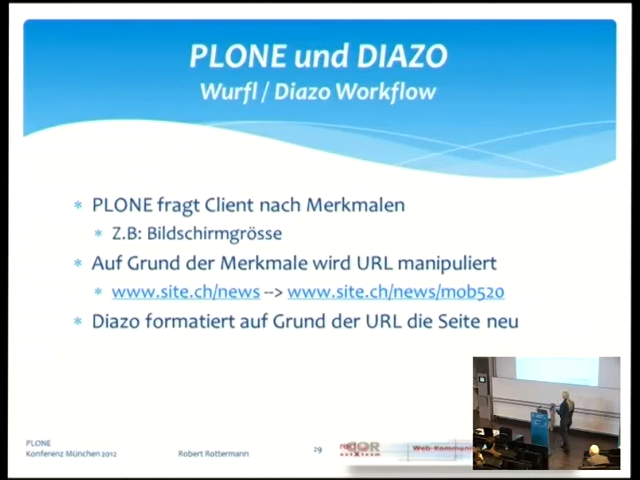 PLONE und DIAZO
Wurfl / Diazo Workflow
PLONE fragt Client nach Merkmalen
Z.B: Bildschirmgrösse
Auf Grund der Merkmale wird URL manipuliert
www.site.ch/news --> www.site.ch/news/mob520
Diazo formatiert auf Grund der URL die Seite neu
PLONE
Konferenz München 2012
Robert Rottermann
29
redCOR